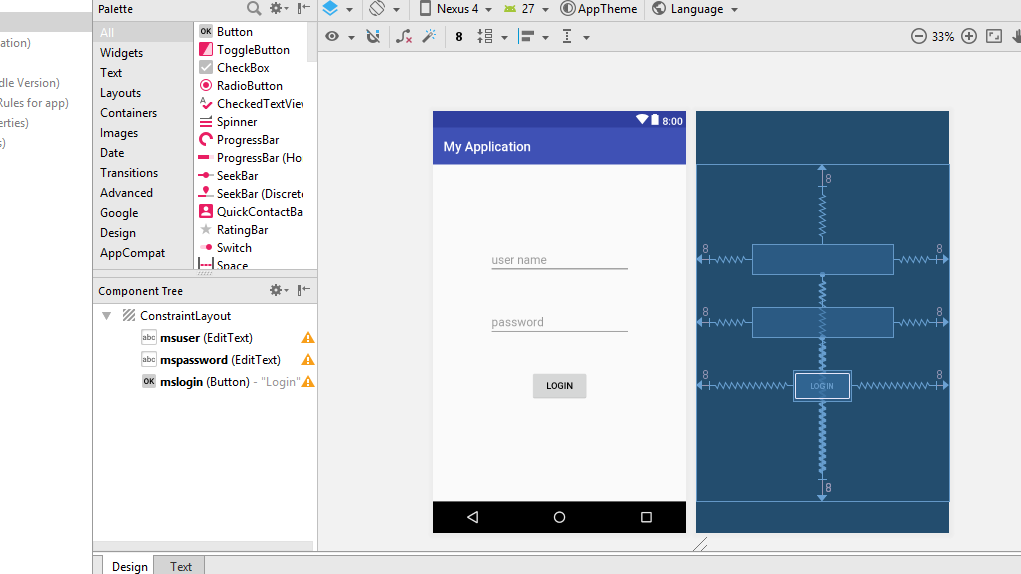 Palette
All
Widgets
Text
Layouts
Containers
Images
Date
Transitions
Advanced
Google
Design
AppCompat
OK Button
ToggleButton
CheckBox
RadioButton
CheckedTextVie
Spinner
ProgressBar
ProgressBar (Ho
SeekBar
SeekBar (Discrete
QuickContactBa
RatingBar
Switch
Space
ation)
dle Version)
Rules for app)
erties)
s)
Component Tree
ConstraintLayout
abc msuser (EditText)
abc mspassword (EditText)
OK mslogin (Button) - "Login"
Nexus 4 27 AppTheme Language
8 33%
8:00
My Application
user name
password
LOGIN
8
8 8
8 8
8 LOGIN 8
8
Design Text